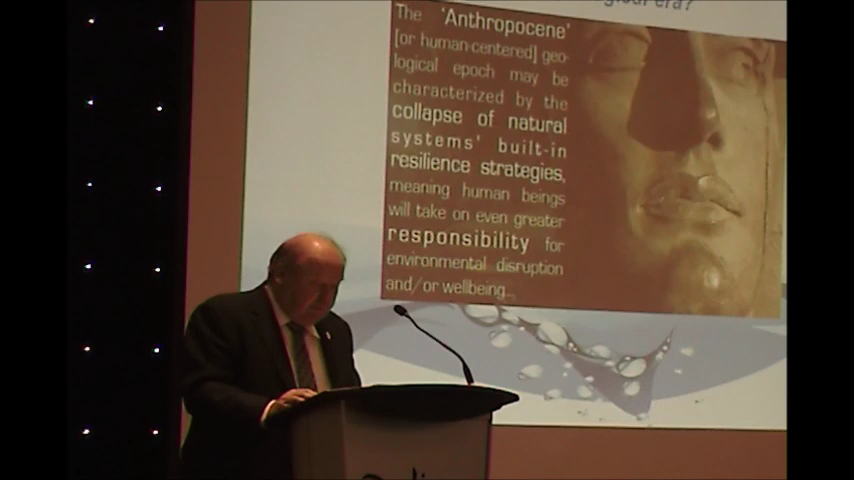 era?
The 'Anthropocene'
[or human-centered] geo-
logical epoch may be
characterized by the
collapse of natural
systems' built-in
resilience strategies,
meaning human beings
will take on even greater
responsibility for
environmental disruption
and/or wellbeing...